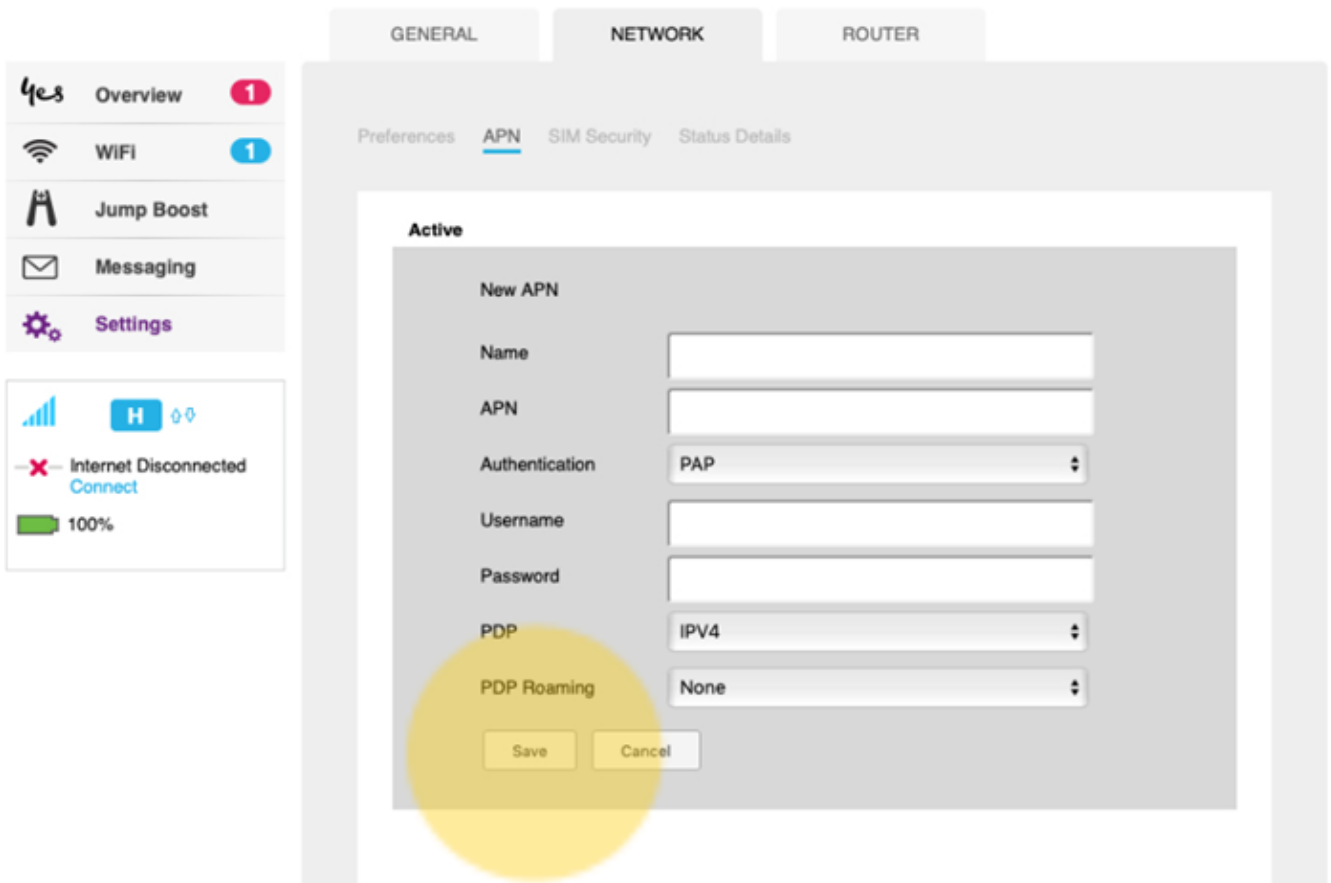 GENERAL NETWORK ROUTER
yes Overview 1
WiFi 1
Jump Boost
Messaging
Settings
H
Internet Disconnected
Connect
100%
Preferences APN SIM Security Status Details
Active
New APN
Name
APN
Authentication PAP
Username
Password
PDP IPV4
PDP Roaming None
Save Cancel